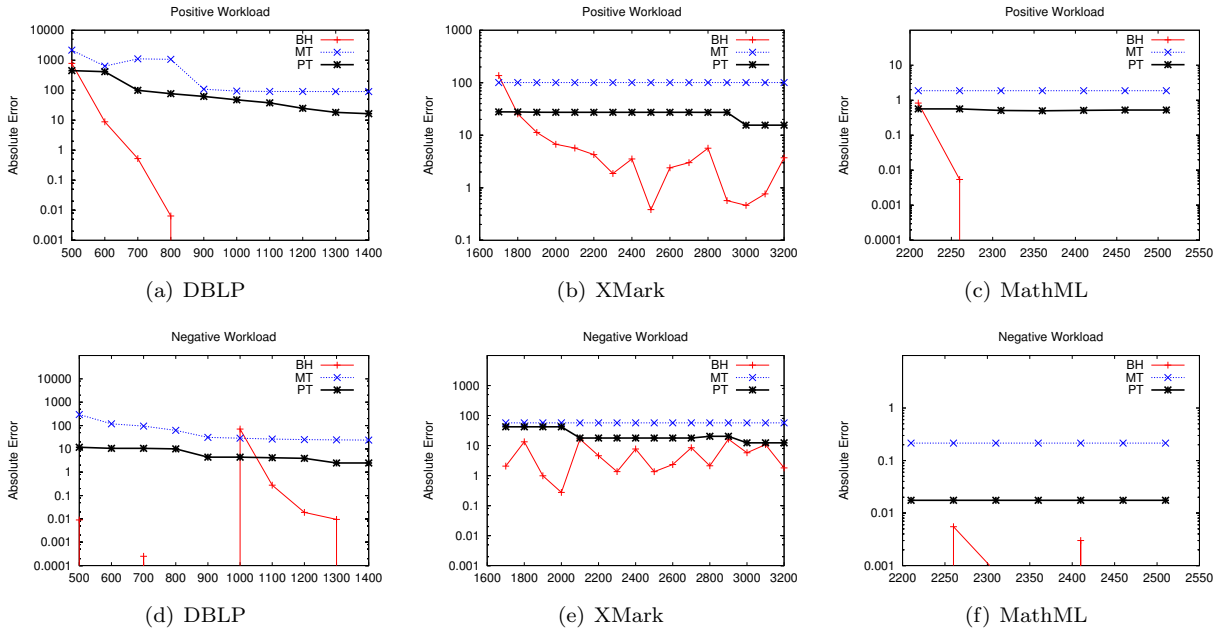 Positive Workload
10000
1000
100
10
1
0.1
0.01
0.001
Absolute Error
BH
MT
PT
500 600 700 800 900 1000 1100 1200 1300 1400
(a) DBLP
Positive Workload
1000
100
10
1
0.1
Absolute Error
BH
MT
PT
1600 1800 2000 2200 2400 2600 2800 3000 3200
(b) XMark
Positive Workload
10
1
0.1
0.01
0.001
0.0001
Absolute Error
BH
MT
PT
2200 2250 2300 2350 2400 2450 2500 2550
(c) MathML
Negative Workload
10000
1000
100
10
1
0.1
0.01
0.001
0.0001
Absolute Error
BH
MT
PT
500 600 700 800 900 1000 1100 1200 1300 1400
(d) DBLP
Negative Workload
1000
100
10
1
0.1
0.01
0.001
Absolute Error
BH
MT
PT
1600 1800 2000 2200 2400 2600 2800 3000 3200
(e) XMark
Negative Workload
1
0.1
0.01
0.001
Absolute Error
BH
MT
PT
2200 2250 2300 2350 2400 2450 2500 2550
(f) MathML